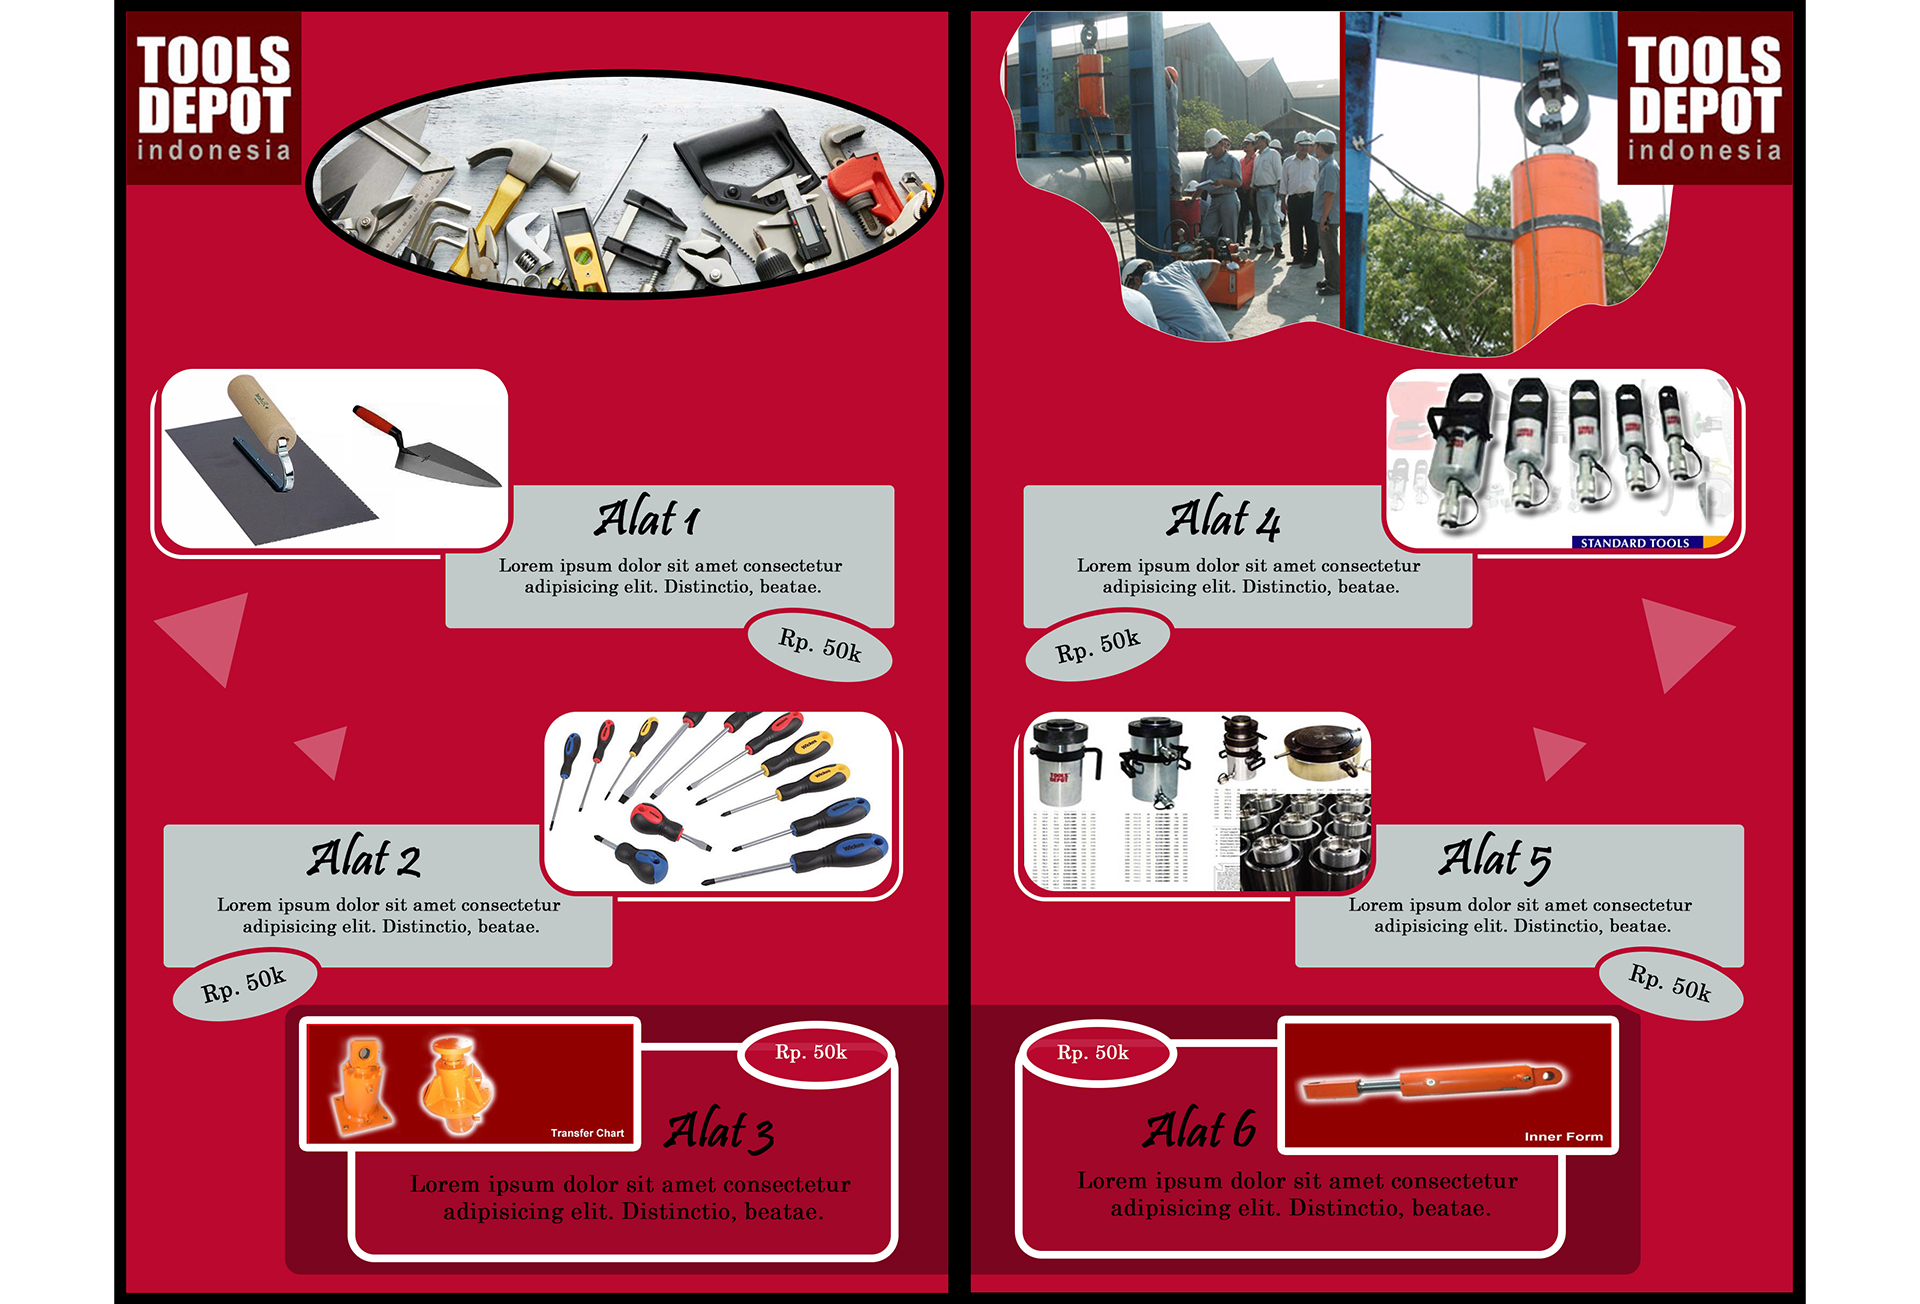 TOOLS
DEPOT
indonesia
Alat 1
Lorem ipsum dolor sit amet consectetur
adipisicing elit. Distinctio, beatae.
Rp. 50k
Alat 2
Lorem ipsum dolor sit amet consectetur
adipisicing elit. Distinctio, beatae.
Rp. 50k
Transfer Chart
Rp. 50k
Alat 3
Lorem ipsum dolor sit amet consectetur
adipisicing elit. Distinctio, beatae.
TOOLS
DEPOT
indonesia
STANDARD TOOLS
Alat 4
Lorem ipsum dolor sit amet consectetur
adipisicing elit. Distinctio, beatae.
Rp. 50k
TOOLS
DEPOT
Alat 5
Lorem ipsum dolor sit amet consectetur
adipisicing elit. Distinctio, beatae.
Rp. 50k
Rp. 50k
Inner Form
Alat 6
Lorem ipsum dolor sit amet consectetur
adipisicing elit. Distinctio, beatae.